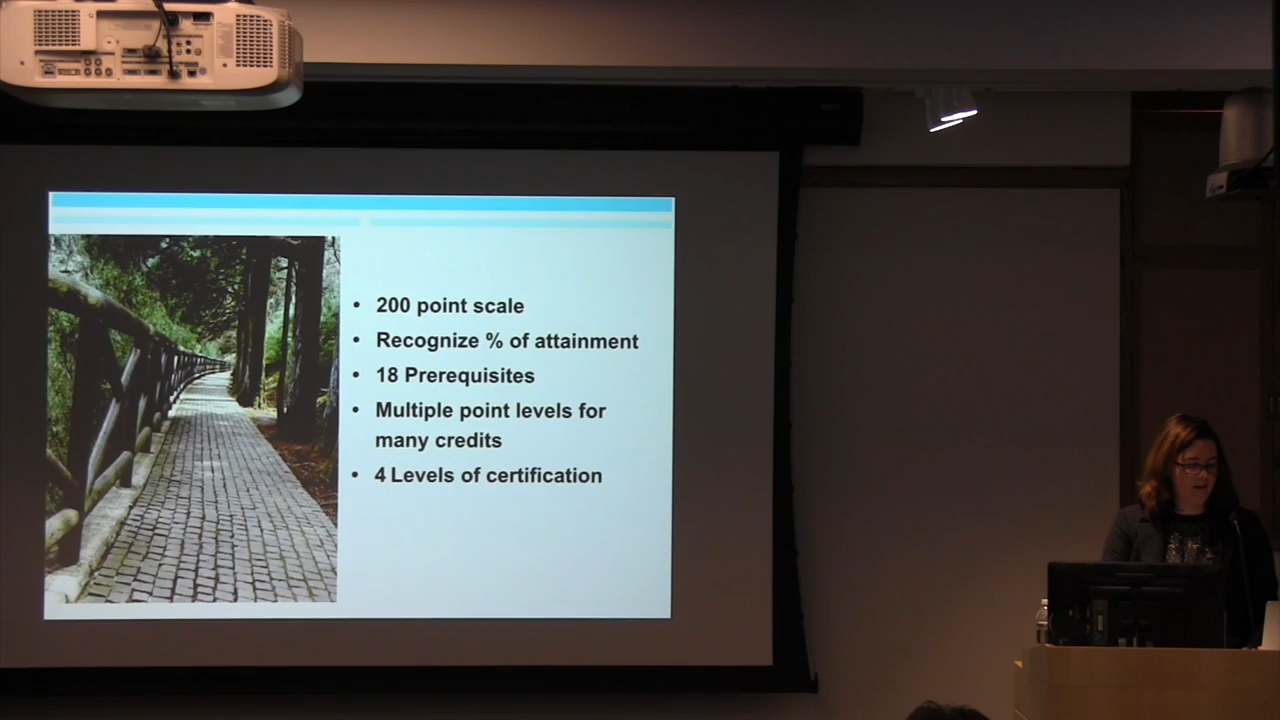 • 200 point scale
• Recognize % of attainment
• 18 Prerequisites
• Multiple point levels for
many credits
• 4 Levels of certification